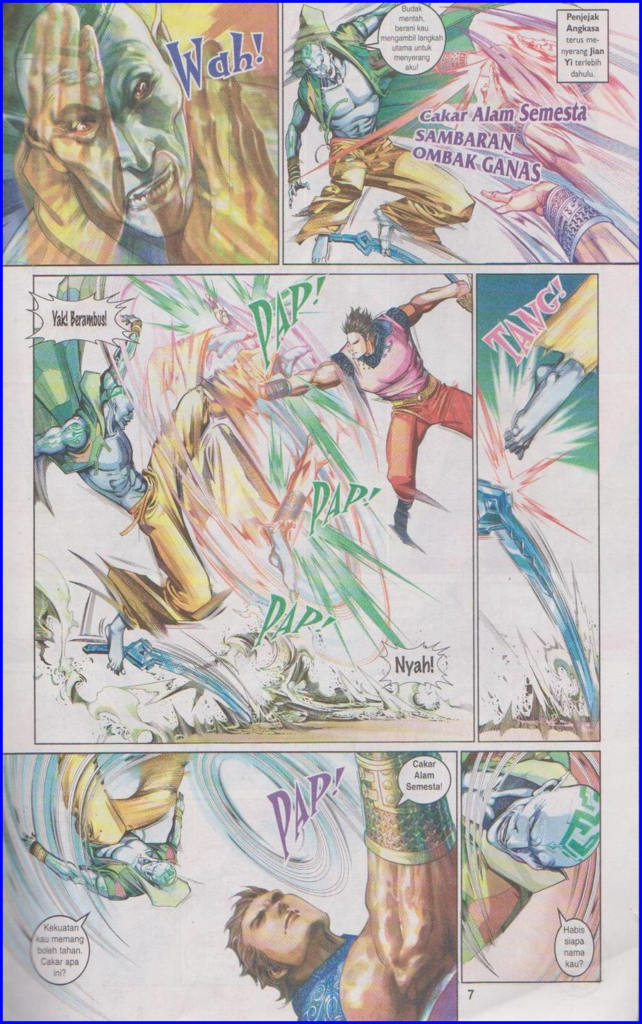 Wah!
Budak
mentah,
berani kau
mengambil langkah
utama untuk
menyerang
aku!
Penjejak
Angkasa
terus me-
nyerang Jian
Yi terlebih
dahulu.
Cakar Alam Semesta
SAMBARAN
OMBAK GANAS
Yak! Berambus!
PAP!
PAP!
PAP!
Nyah!
TANG!
PAP!
Cakar
Alam
Semesta!
Kekuatan
kau memang
boleh tahan.
Cakar apa
ini?
Habis
siapa
nama
kau?
7